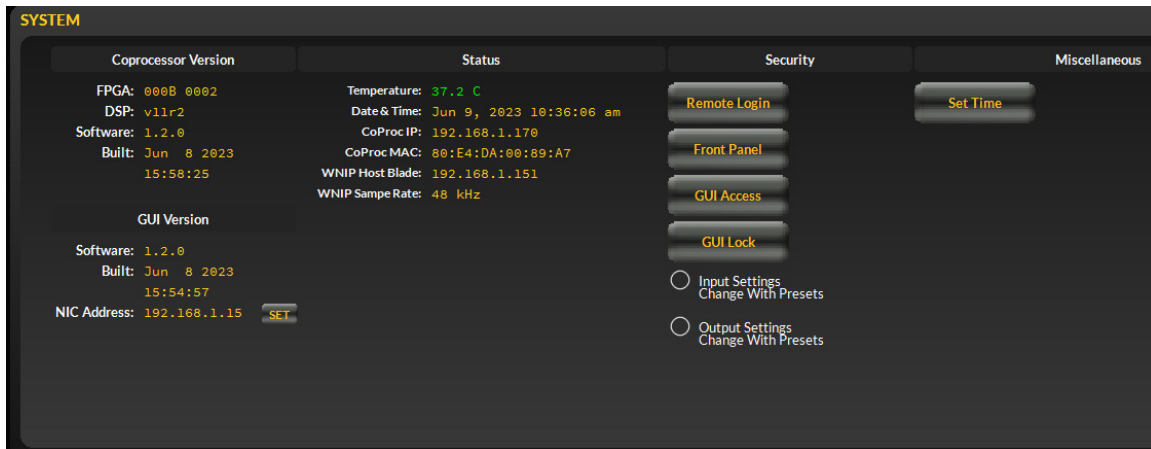 SYSTEM
Coprocessor Version
FPGA: 000B 0002
DSP: v11r2
Software: 1.2.0
Built: Jun 8 2023
15:58:25
GUI Version
Software: 1.2.0
Built: Jun 8 2023
15:54:57
NIC Address: 192.168.1.15 SET
Status
Temperature: 37.2 C
Date & Time: Jun 9, 2023 10:36:06 am
CoProc IP: 192.168.1.170
CoProc MAC: 80:E4:DA:00:89:A7
WNIP Host Blade: 192.168.1.151
WNIP Sampe Rate: 48 kHz
Security
Remote Login
Front Panel
GUI Access
GUI Lock
Input Settings
Change With Presets
Output Settings
Change With Presets
Miscellaneous
Set Time